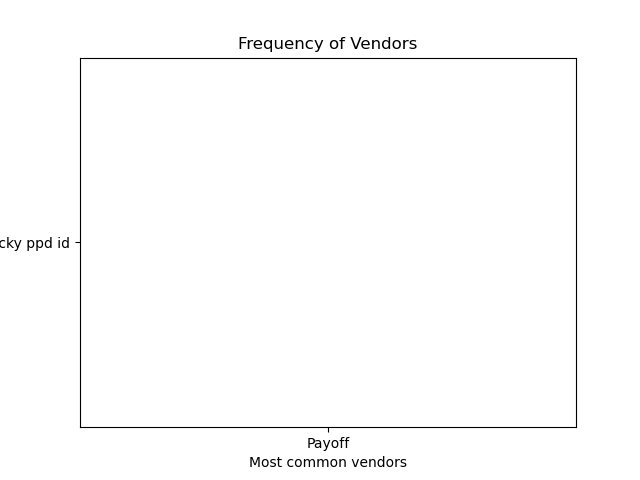 Frequency of Vendors
cky ppd id
Payoff
Most common vendors